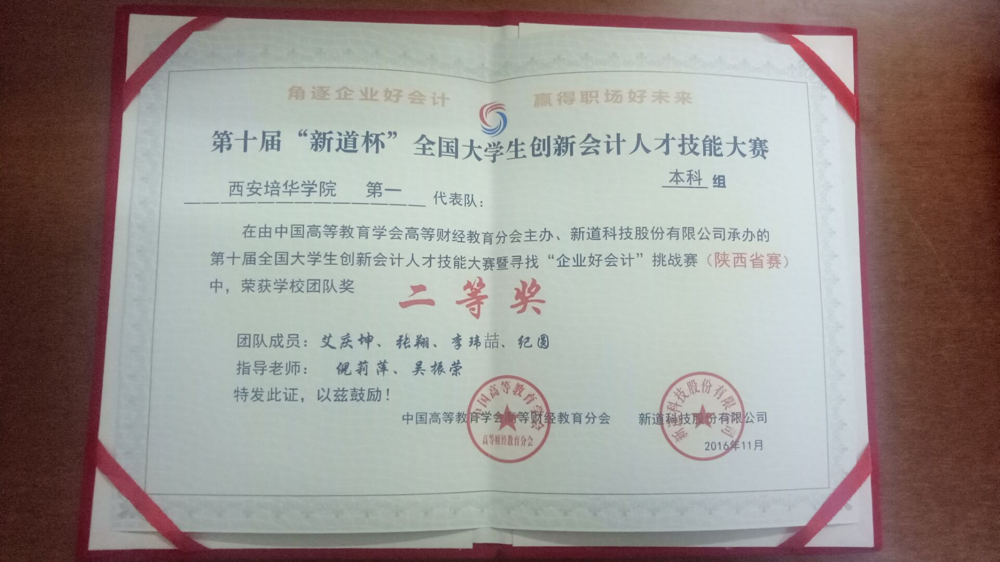 角逐企业好会计 赢得职场好未来
第十届“新道杯”全国大学生创新会计人才技能大赛
本科 组
西安培华学院 第一 代表队：
在由中国高等教育学会高等财经教育分会主办、新道科技股份有限公司承办的
第十届全国大学生创新会计人才技能大赛暨寻找“企业好会计”挑战赛（陕西省赛）
中，荣获学校团队奖 二等奖
团队成员：艾庆坤、张翔、李玮喆、纪圆
指导老师： 倪莉萍、吴振荣
特发此证，以兹鼓励！
中国高等教育学会高等财经教育分会 新道科技股份有限公司
2016年11月
中国高等教育学会
高等财经教育分会
新道科技股份有限公司